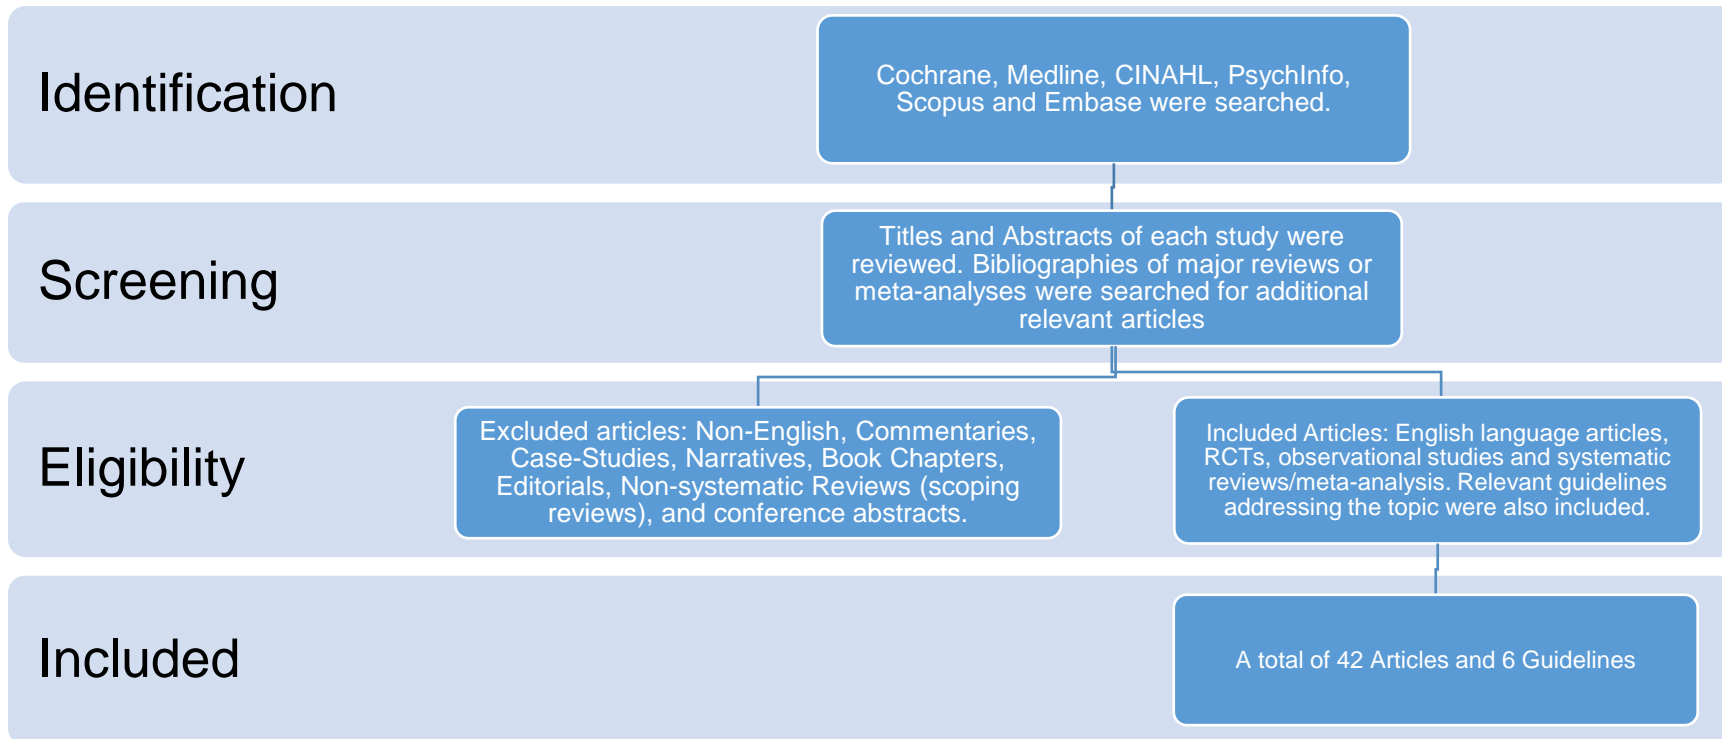 Identification
Cochrane, Medline, CINAHL, PsychInfo,
Scopus and Embase were searched.
Screening
Titles and Abstracts of each study were
reviewed. Bibliographies of major reviews or
meta-analyses were searched for additional
relevant articles
Eligibility
Excluded articles: Non-English, Commentaries,
Case-Studies, Narratives, Book Chapters,
Editorials, Non-systematic Reviews (scoping
reviews), and conference abstracts.
Included Articles: English language articles,
RCTs, observational studies and systematic
reviews/meta-analysis. Relevant guidelines
addressing the topic were also included.
Included
A total of 42 Articles and 6 Guidelines